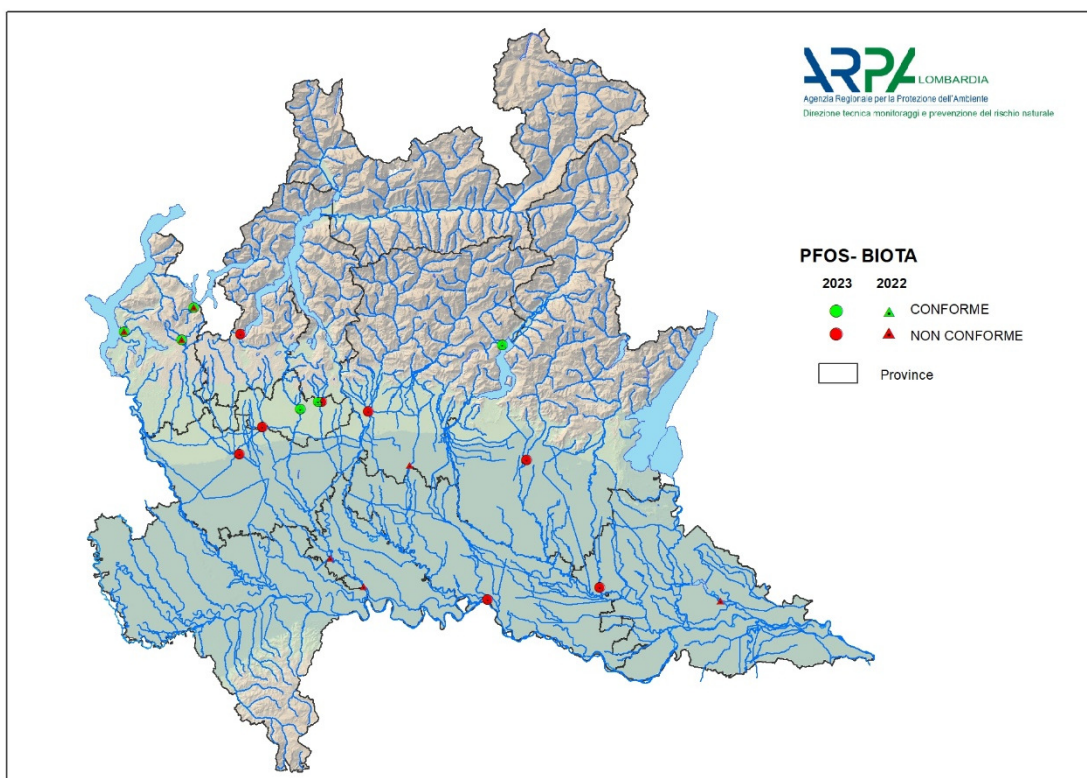 ARPA LOMBARDIA
Agenzia Regionale per la Protezione dell'Ambiente
Direzione tecnica monitoraggi e prevenzione del rischio naturale
PFOS- BIOTA
2023 2022
CONFORME
NON CONFORME
Province